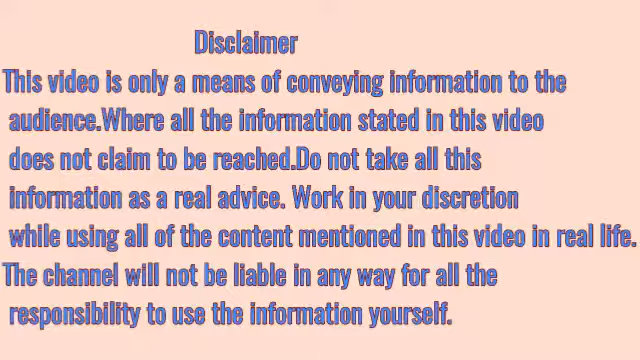 Disclaimer
This video is only a means of conveying information to the
audience.Where all the information stated in this video
does not claim to be reached.Do not take all this
information as a real advice. Work in your discretion
while using all of the content mentioned in this video in real life.
The channel will not be liable in any way for all the
responsibility to use the information yourself.